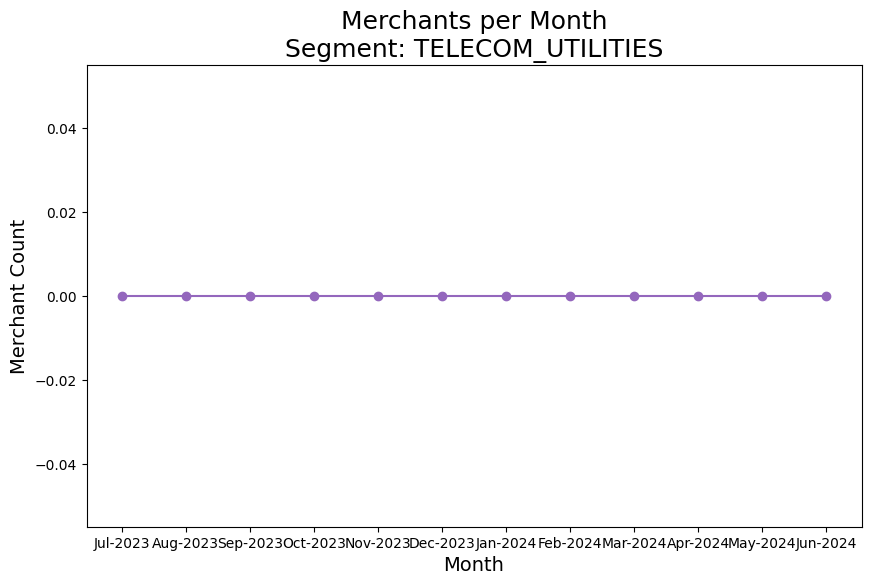 Merchants per Month
Segment: TELECOM_UTILITIES
Merchant Count
0.04
0.02
0.00
−0.02
−0.04
Jul-2023 Aug-2023 Sep-2023 Oct-2023 Nov-2023 Dec-2023 Jan-2024 Feb-2024 Mar-2024 Apr-2024 May-2024 Jun-2024
Month